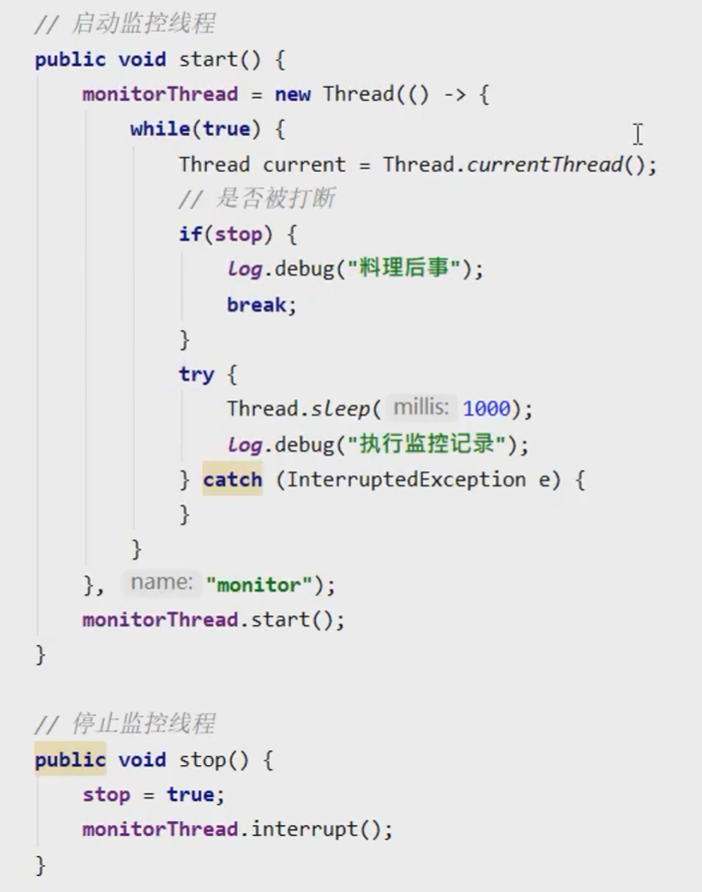 // 启动监控线程
public void start() {
monitorThread = new Thread(() -> {
while(true) {
Thread current = Thread.currentThread();
// 是否被打断
if(stop) {
log.debug("料理后事");
break;
}
try {
Thread.sleep( millis: 1000);
log.debug("执行监控记录");
} catch (InterruptedException e) {
}
}
}, name: "monitor");
monitorThread.start();
}
// 停止监控线程
public void stop() {
stop = true;
monitorThread.interrupt();
}